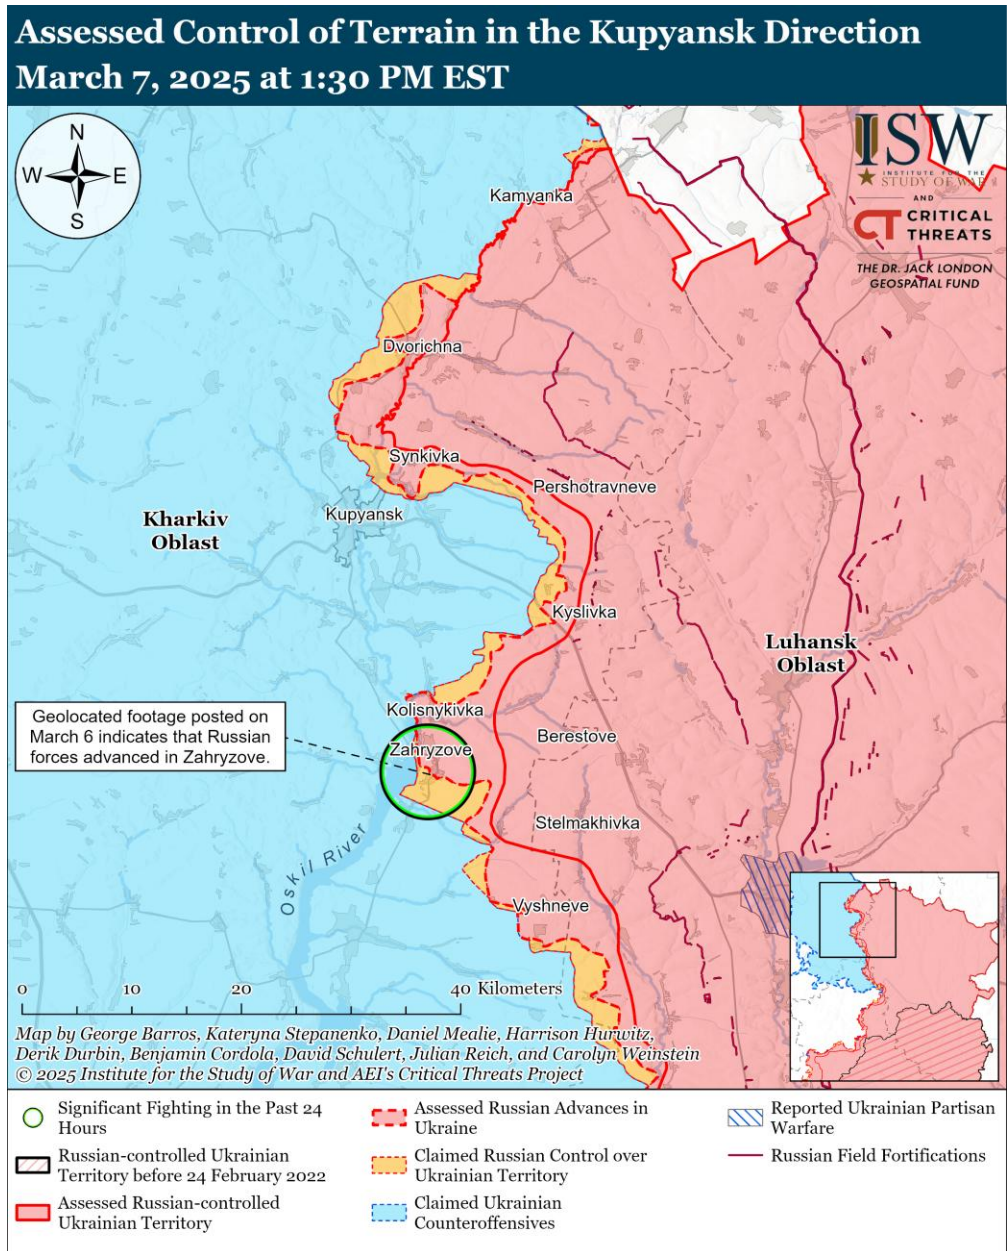 Assessed Control of Terrain in the Kupyansk Direction
March 7, 2025 at 1:30 PM EST
N
W E
S
ISW
INSTITUTE FOR THE
STUDY OF WAR
AND
CT CRITICAL
THREATS
THE DR. JACK LONDON
GEOSPATIAL FUND
Kamyanka
Dvorichna
Synkivka
Pershotravneve
Kupyansk
Kharkiv
Oblast
Kyslivka
Luhansk
Oblast
Kolisnykivka
Geolocated footage posted on
March 6 indicates that Russian
forces advanced in Zahryzove.
Berestove
Zahryzove
Stelmakhivka
Oskil River
Vyshneve
0 10 20 40 Kilometers
Map by George Barros, Kateryna Stepanenko, Daniel Mealie, Harrison Hurwitz,
Derik Durbin, Benjamin Cordola, David Schulert, Julian Reich, and Carolyn Weinstein
© 2025 Institute for the Study of War and AEI's Critical Threats Project
Significant Fighting in the Past 24
Hours
Russian-controlled Ukrainian
Territory before 24 February 2022
Assessed Russian-controlled
Ukrainian Territory
Assessed Russian Advances in
Ukraine
Claimed Russian Control over
Ukrainian Territory
Claimed Ukrainian
Counteroffensives
Reported Ukrainian Partisan
Warfare
Russian Field Fortifications